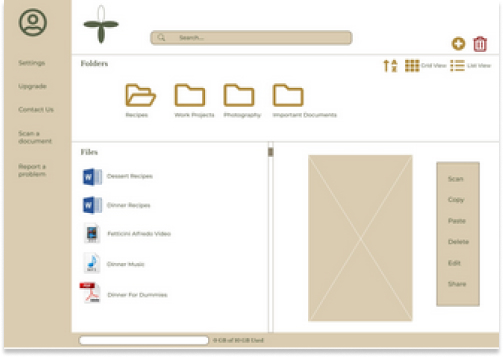 Search...
Settings
Upgrade
Contact Us
Scan a
document
Report a
problem
Folders
A
Z
Grid View
List View
Recipes
Work Projects
Photography
Important Documents
Files
W
Dessert Recipes
W
Dinner Recipes
Fetticini Alfredo Video
Dinner Music
PDF
Dinner For Dummies
Scan
Copy
Paste
Delete
Edit
Share
0 GB of 10 GB Used